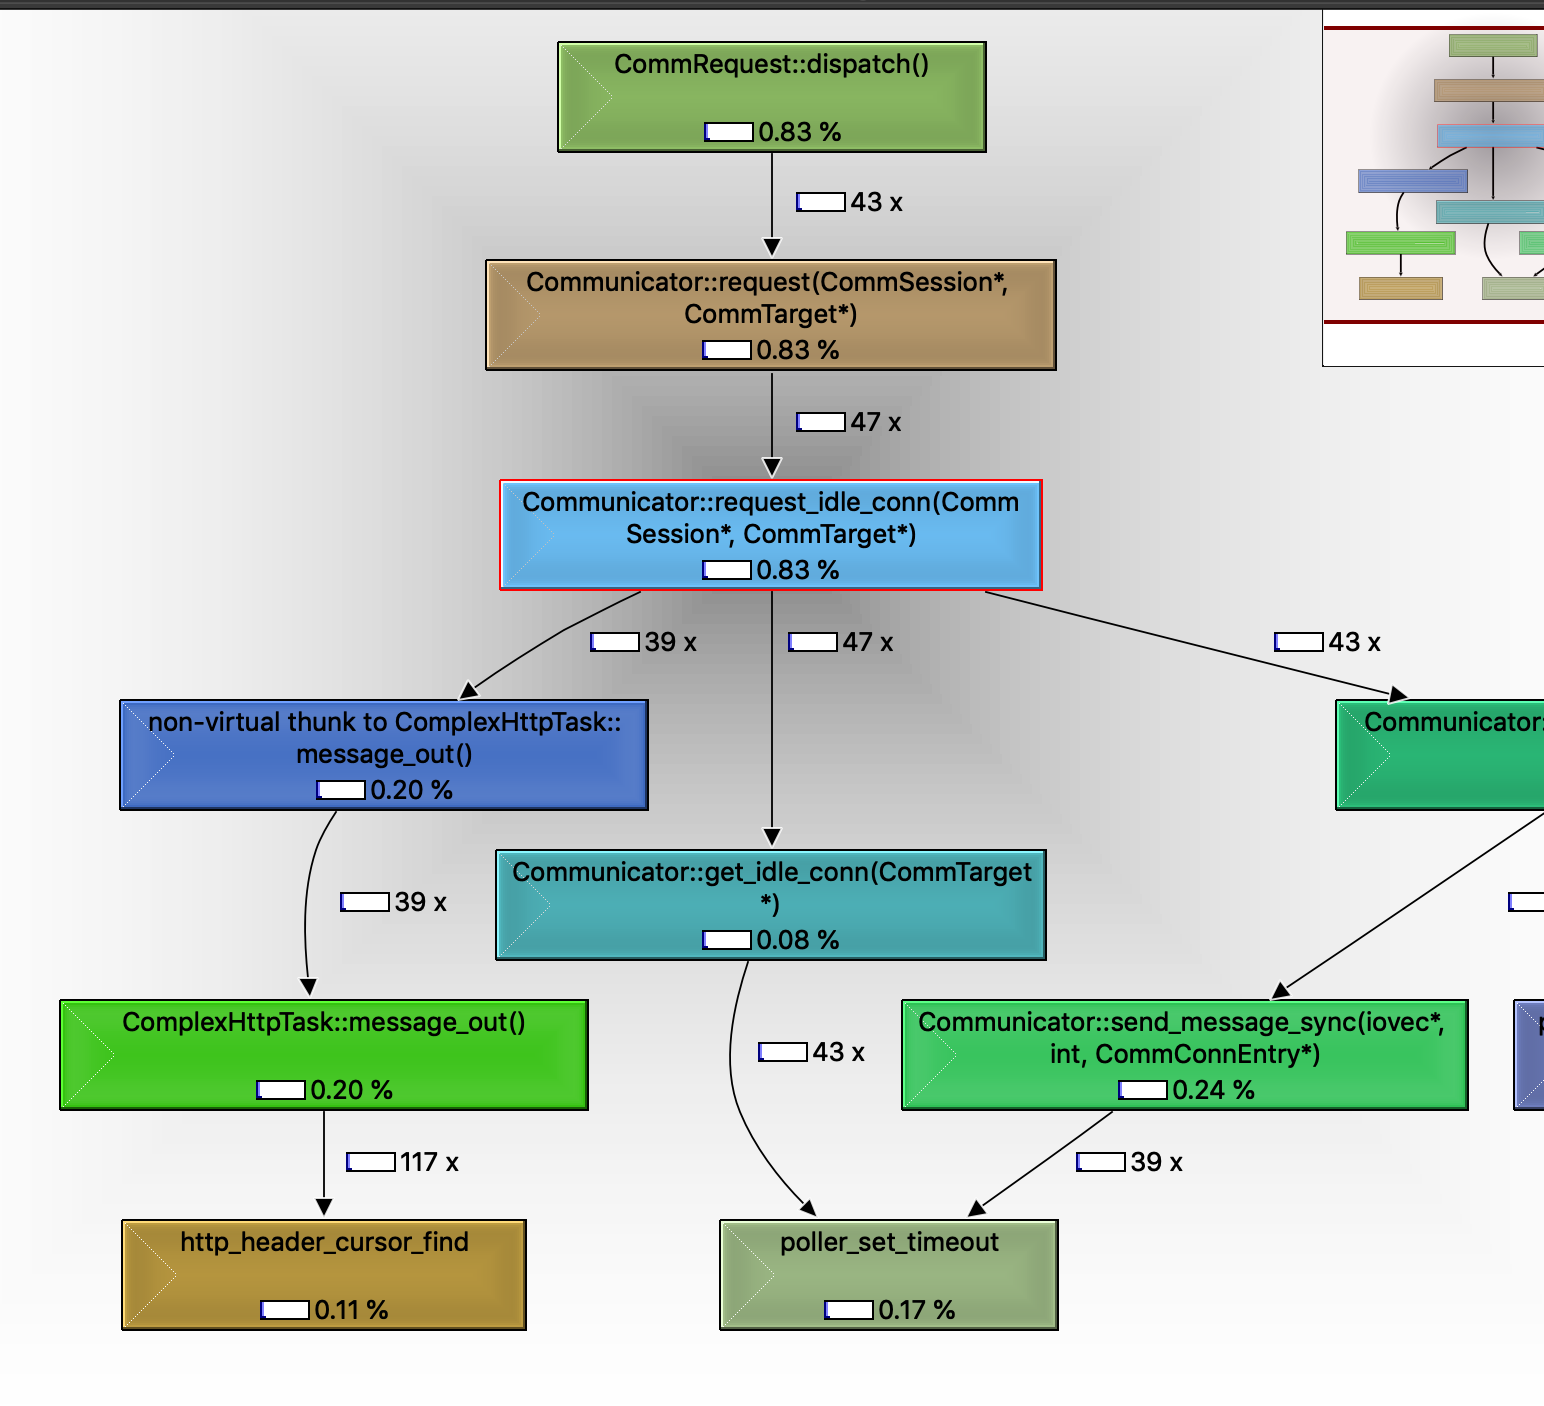 CommRequest::dispatch()
0.83 %
43 x
Communicator::request(CommSession*,
CommTarget*)
0.83 %
47 x
Communicator::request_idle_conn(Comm
Session*, CommTarget*)
0.83 %
39 x
47 x
43 x
non-virtual thunk to ComplexHttpTask::
message_out()
0.20 %
Communicator:
39 x
Communicator::get_idle_conn(CommTarget
*)
0.08 %
ComplexHttpTask::message_out()
0.20 %
43 x
Communicator::send_message_sync(iovec*,
int, CommConnEntry*)
0.24 %
117 x
39 x
http_header_cursor_find
0.11 %
poller_set_timeout
0.17 %